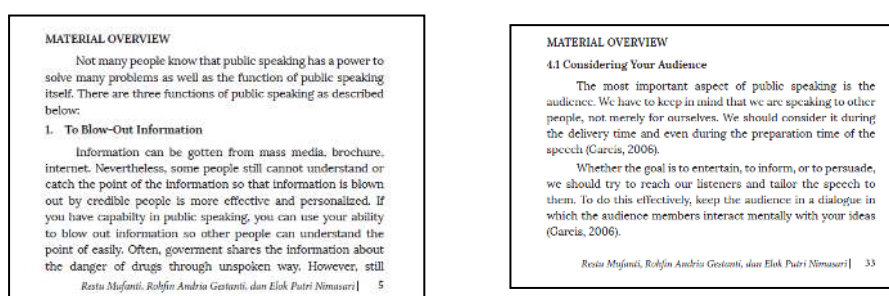 MATERIAL OVERVIEW
Not many people know that public speaking has a power to
solve many problems as well as the function of public speaking
itself. There are three functions of public speaking as described
below:
1. To Blow-Out Information
Information can be gotten from mass media, brochure,
internet. Nevertheless, some people still cannot understand or
catch the point of the information so that information is blown
out by credible people is more effective and personalized. If
you have capabilty in public speaking, you can use your ability
to blow out information so other people can understand the
point of easily. Often, goverment shares the information about
the danger of drugs through unspoken way. However, still
Restu Mufanti, Rohfin Andria Gestanti, dan Elok Putri Nimasari| 5
MATERIAL OVERVIEW
4.1 Considering Your Audience
The most important aspect of public speaking is the
audience. We have to keep in mind that we are speaking to other
people, not merely for ourselves. We should consider it during
the delivery time and even during the preparation time of the
speech (Gareis, 2006).
Whether the goal is to entertain, to inform, or to persuade,
we should try to reach our listeners and tailor the speech to
them. To do this effectively, keep the audience in a dialogue in
which the audience members interact mentally with your ideas
(Gareis, 2006).
Restu Mufanti, Rohfin Andria Gestanti, dan Elok Putri Nimasari| 33